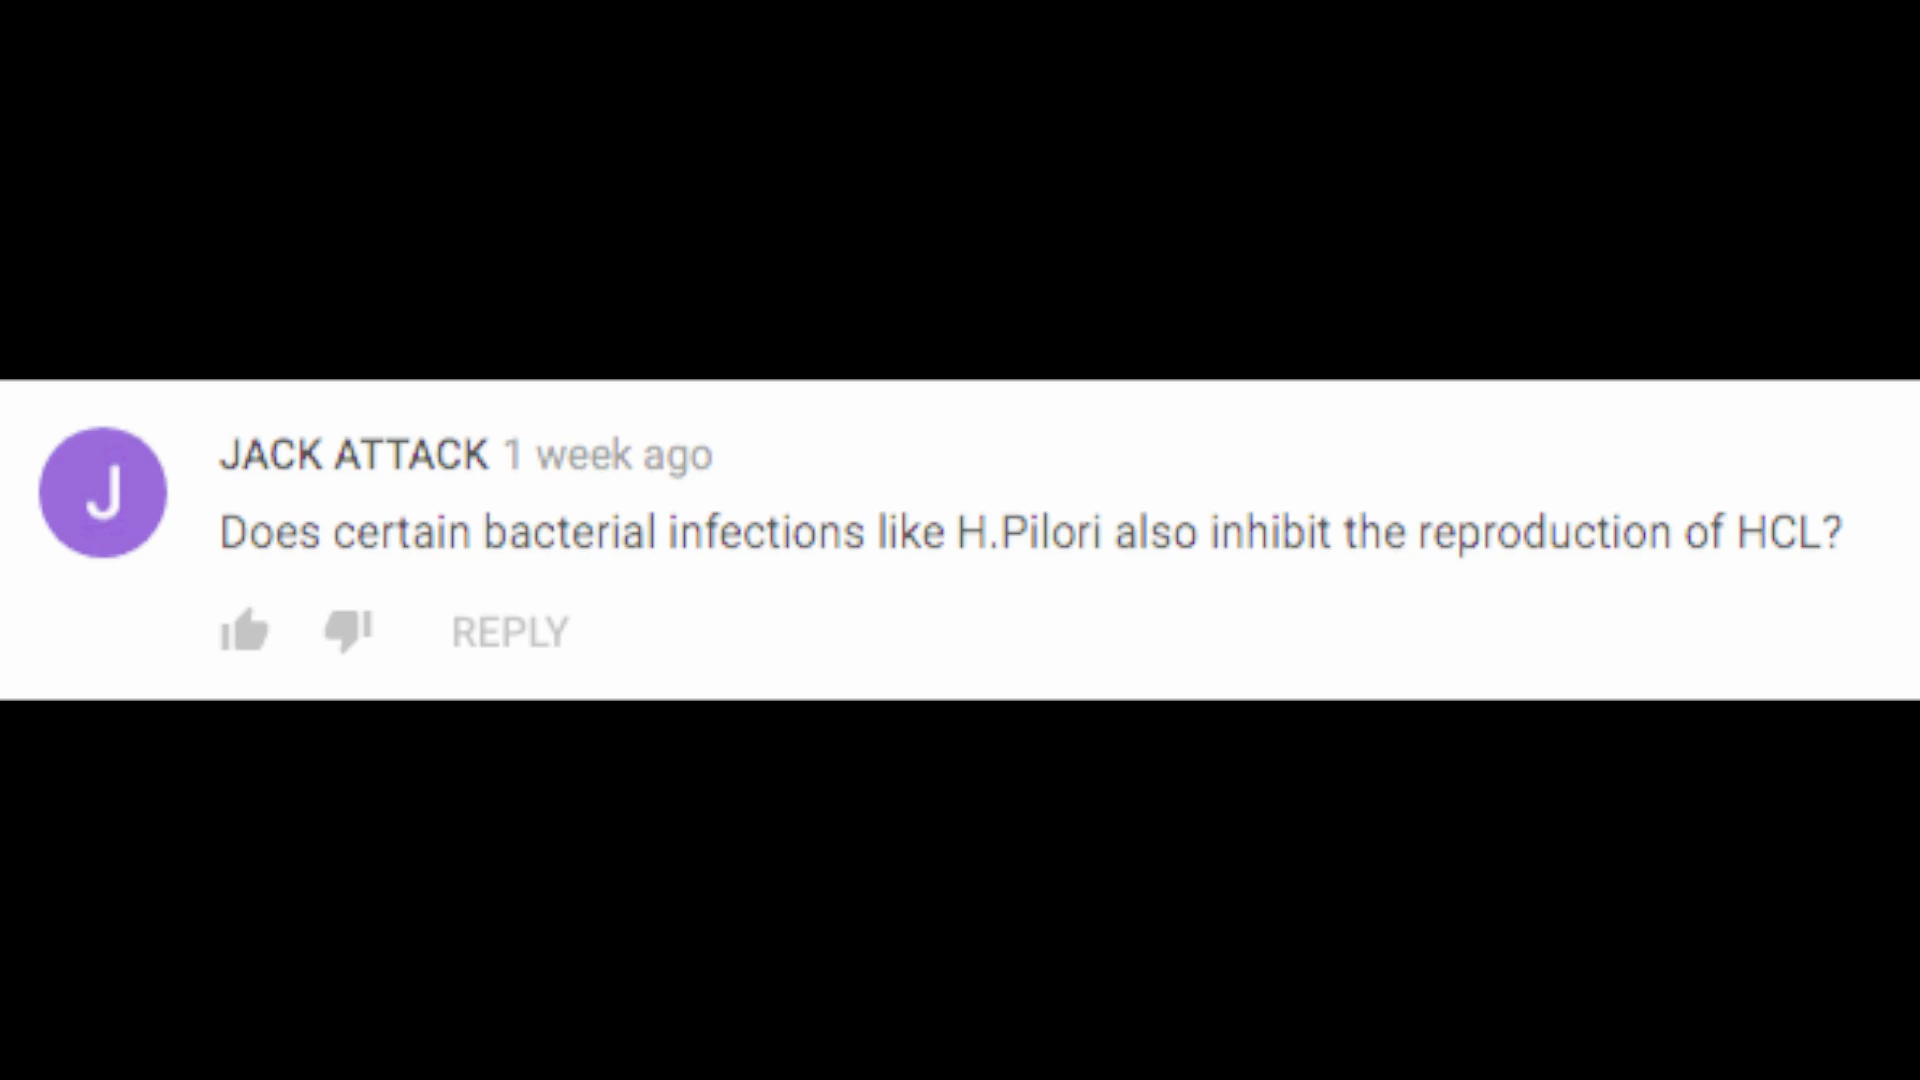 J
JACK ATTACK 1 week ago
Does certain bacterial infections like H.Pilori also inhibit the reproduction of HCL?
REPLY